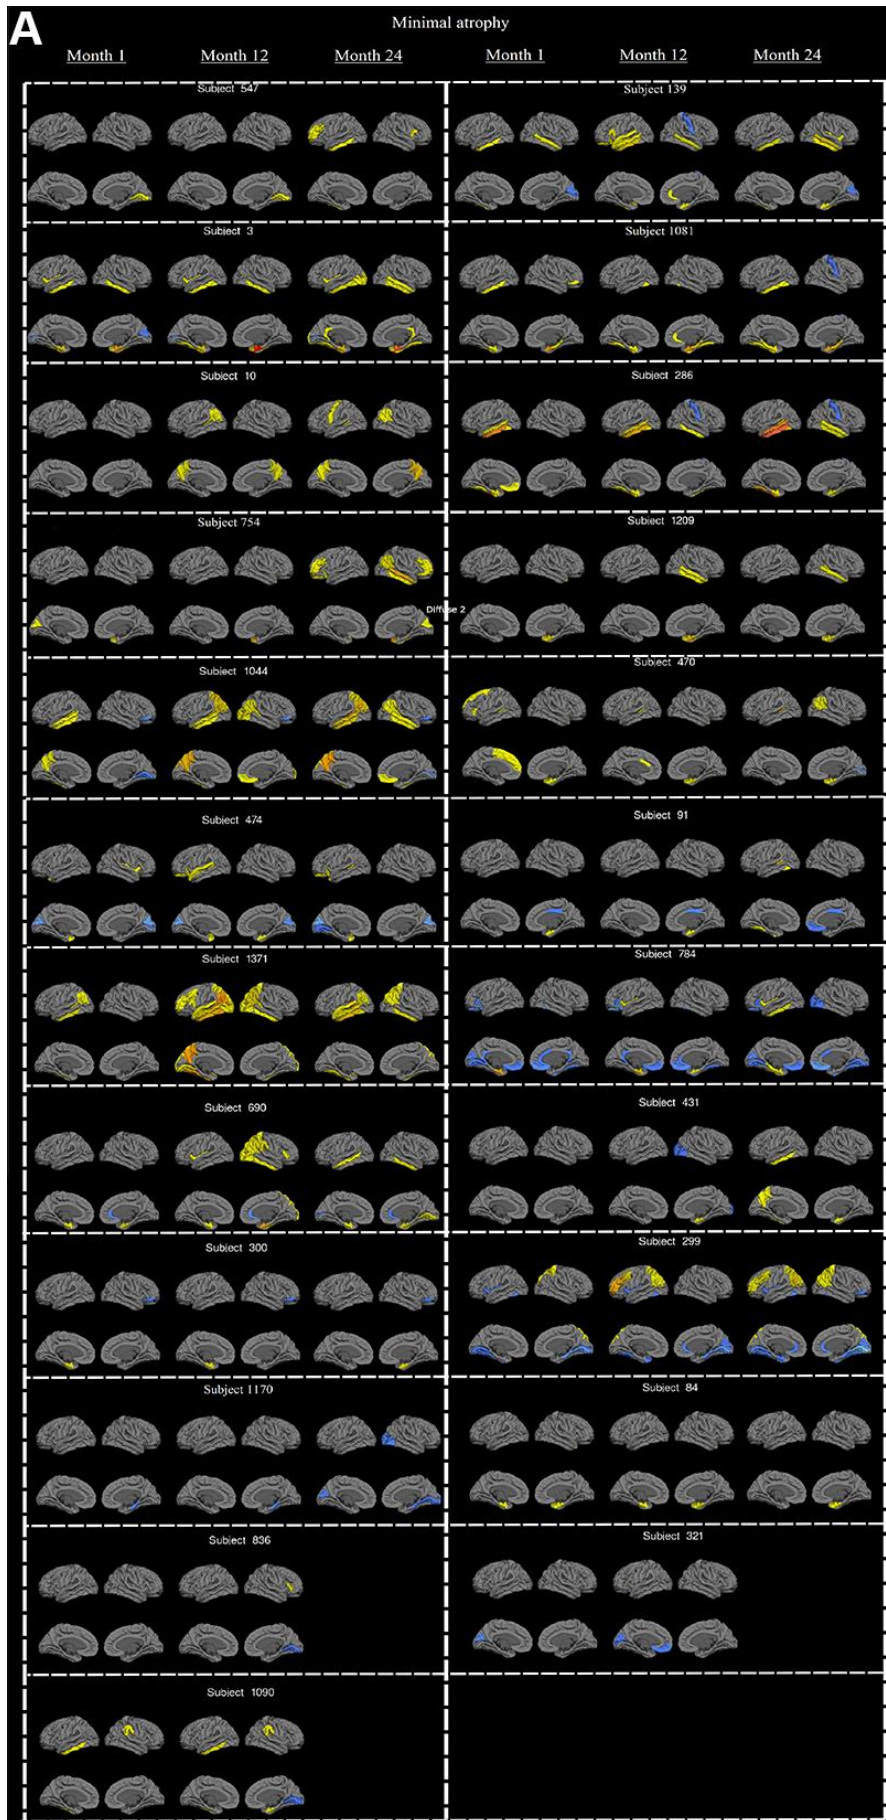 A
Minimal atrophy
Month 1 Month 12 Month 24 Month 1 Month 12 Month 24
Subject 547 Subject 139
Subject 3 Subject 1081
Subject 10 Subject 286
Subject 754 Subject 1209
Diffuse 2
Subject 1044 Subject 470
Subject 474 Subject 91
Subject 1371 Subject 784
Subject 690 Subject 431
Subject 300 Subject 299
Subject 1170 Subject 84
Subject 836 Subject 321
Subject 1090